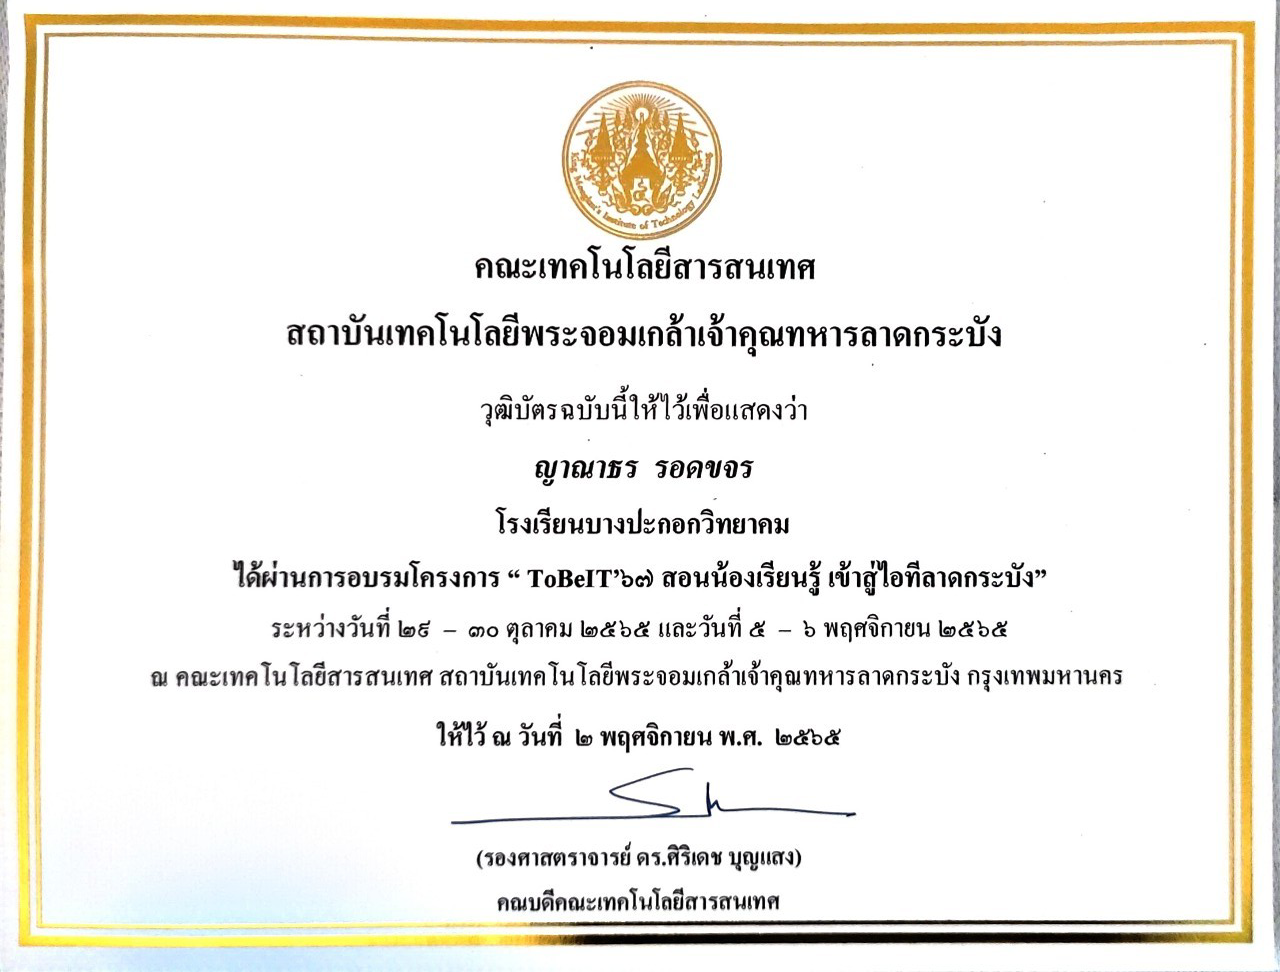 King Mongkut's Institute of Technology Ladkrabang
คณะเทคโนโลยีสารสนเทศ
สถาบันเทคโนโลยีพระจอมเกล้าเจ้าคุณทหารลาดกระบัง
วุฒิบัตรฉบับนี้ให้ไว้เพื่อแสดงว่า
ญาณาธร รอดขจร
โรงเรียนบางปะกอกวิทยาคม
ได้ผ่านการอบรมโครงการ “ ToBeIT’๖๗ สอนน้องเรียนรู้ เข้าสู่ไอทีลาดกระบัง”
ระหว่างวันที่ ๒๙ – ๓๐ ตุลาคม ๒๕๖๕ และวันที่ ๕ – ๖ พฤศจิกายน ๒๕๖๕
ณ คณะเทคโนโลยีสารสนเทศ สถาบันเทคโนโลยีพระจอมเกล้าเจ้าคุณทหารลาดกระบัง กรุงเทพมหานคร
ให้ไว้ ณ วันที่ ๒ พฤศจิกายน พ.ศ. ๒๕๖๕
(รองศาสตราจารย์ ดร.ศิริเดช บุญแสง)
คณบดีคณะเทคโนโลยีสารสนเทศ